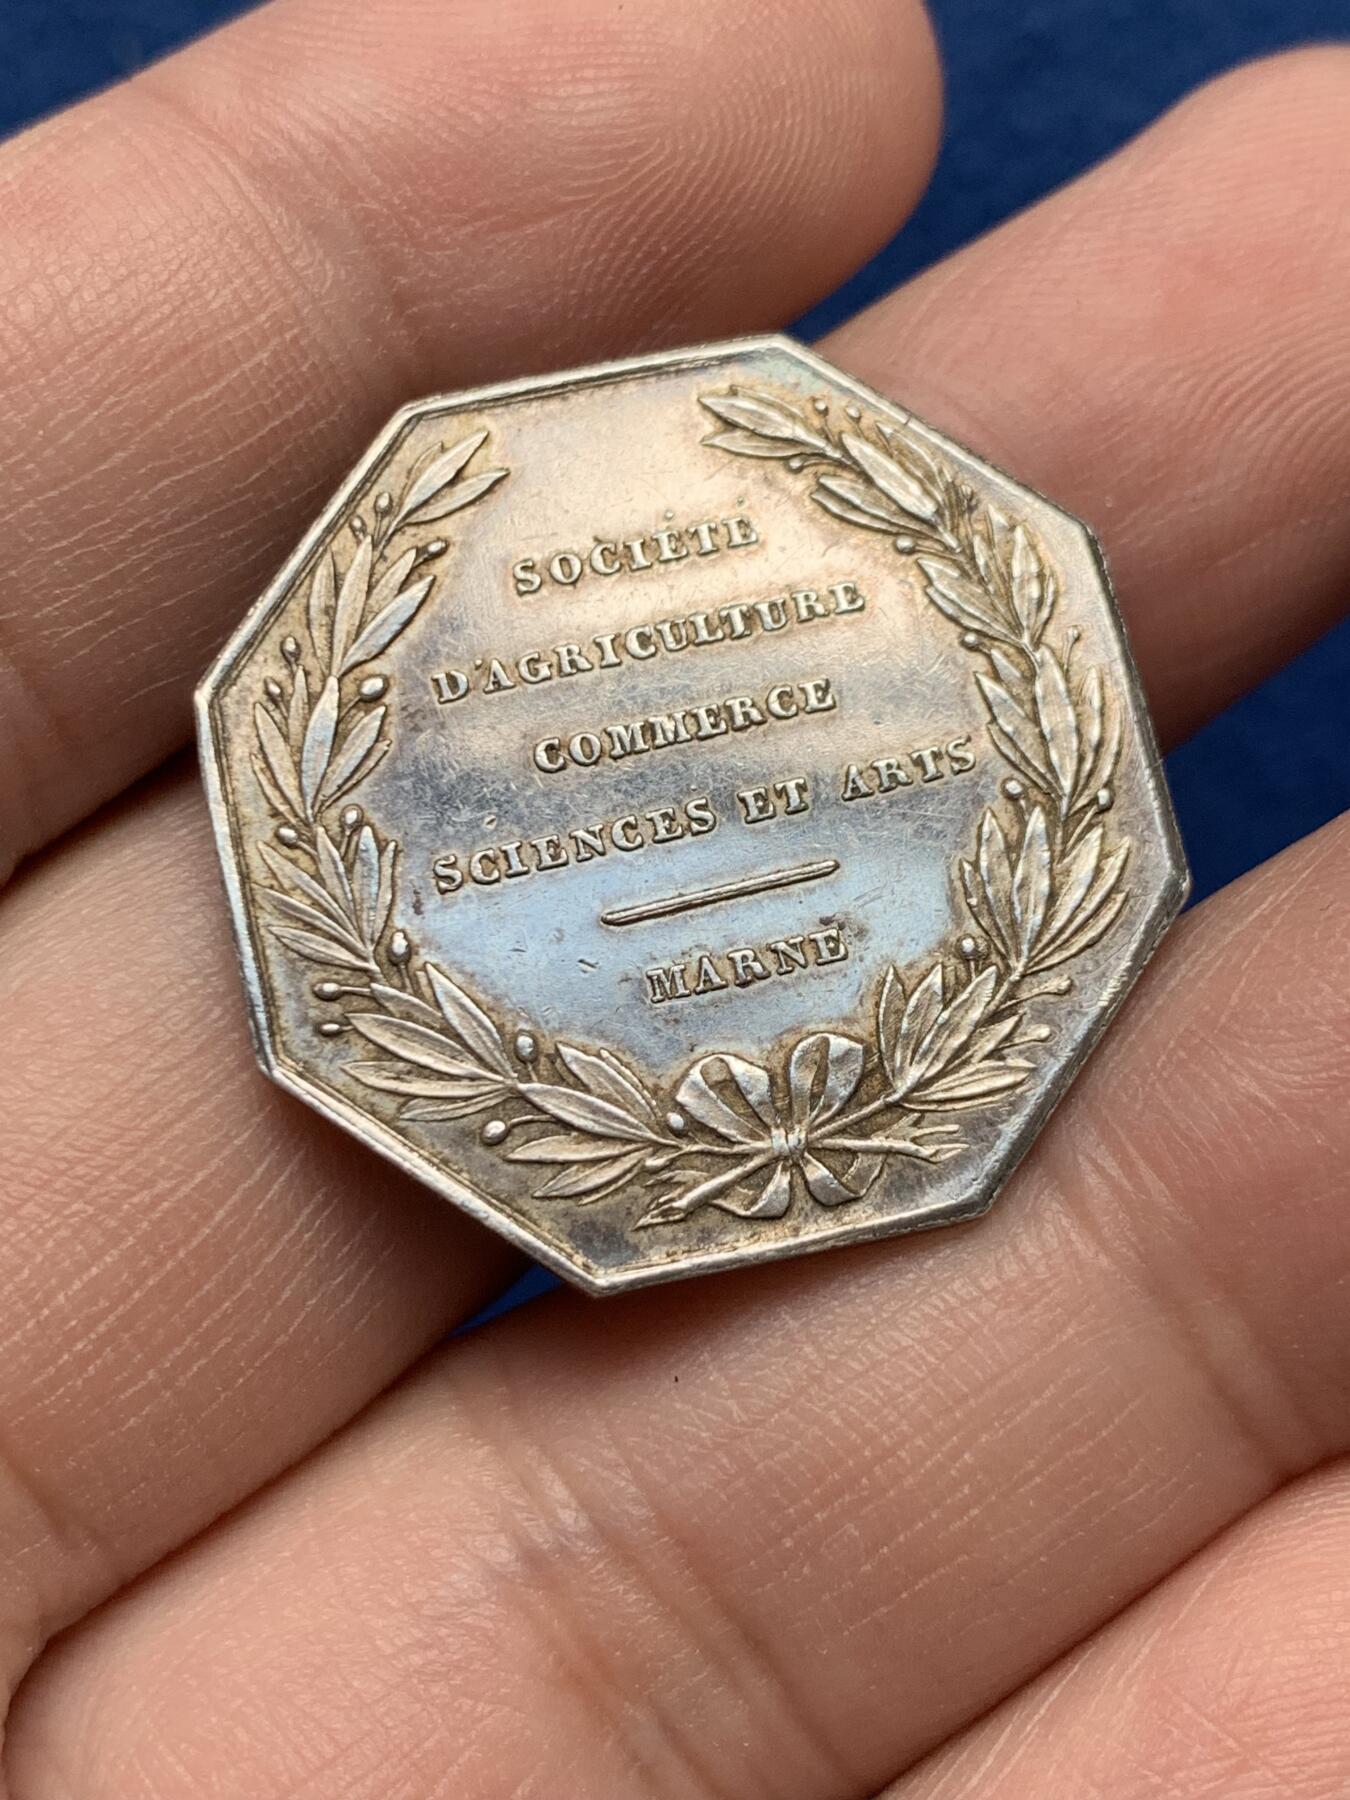 SOCIÉTÉ
D'AGRICULTURE
COMMERCE
SCIENCES ET ARTS
MARNE